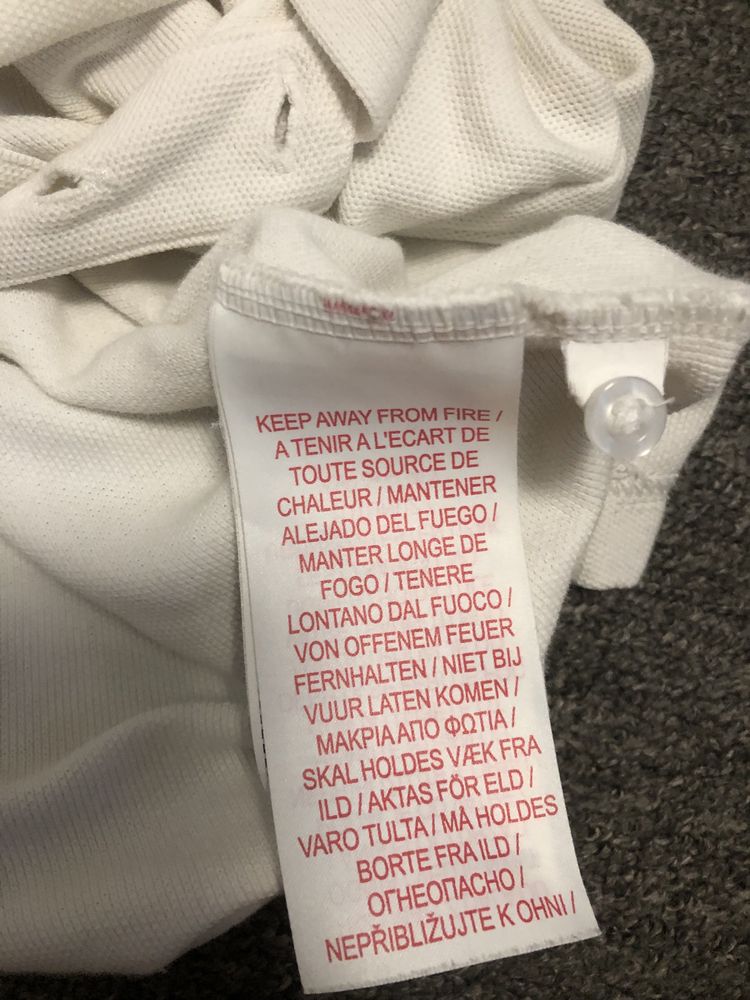 KEEP AWAY FROM FIRE /
A TENIR A L'ECART DE
TOUTE SOURCE DE
CHALEUR / MANTENER
ALEJADO DEL FUEGO /
MANTER LONGE DE
FOGO / TENERE
LONTANO DAL FUOCO /
VON OFFENEM FEUER
FERNHALTEN / NIET BIJ
VUUR LATEN KOMEN /
ΜΑΚΡΙΑ ΑΠΟ ΦΩΤΙΑ /
SKAL HOLDES VÆK FRA
ILD / AKTAS FÖR ELD /
VARO TULTA / MÅ HOLDES
BORTE FRA ILD /
ОГНЕОПАСНО /
NEPŘIBLIŽUJTE K OHNI /